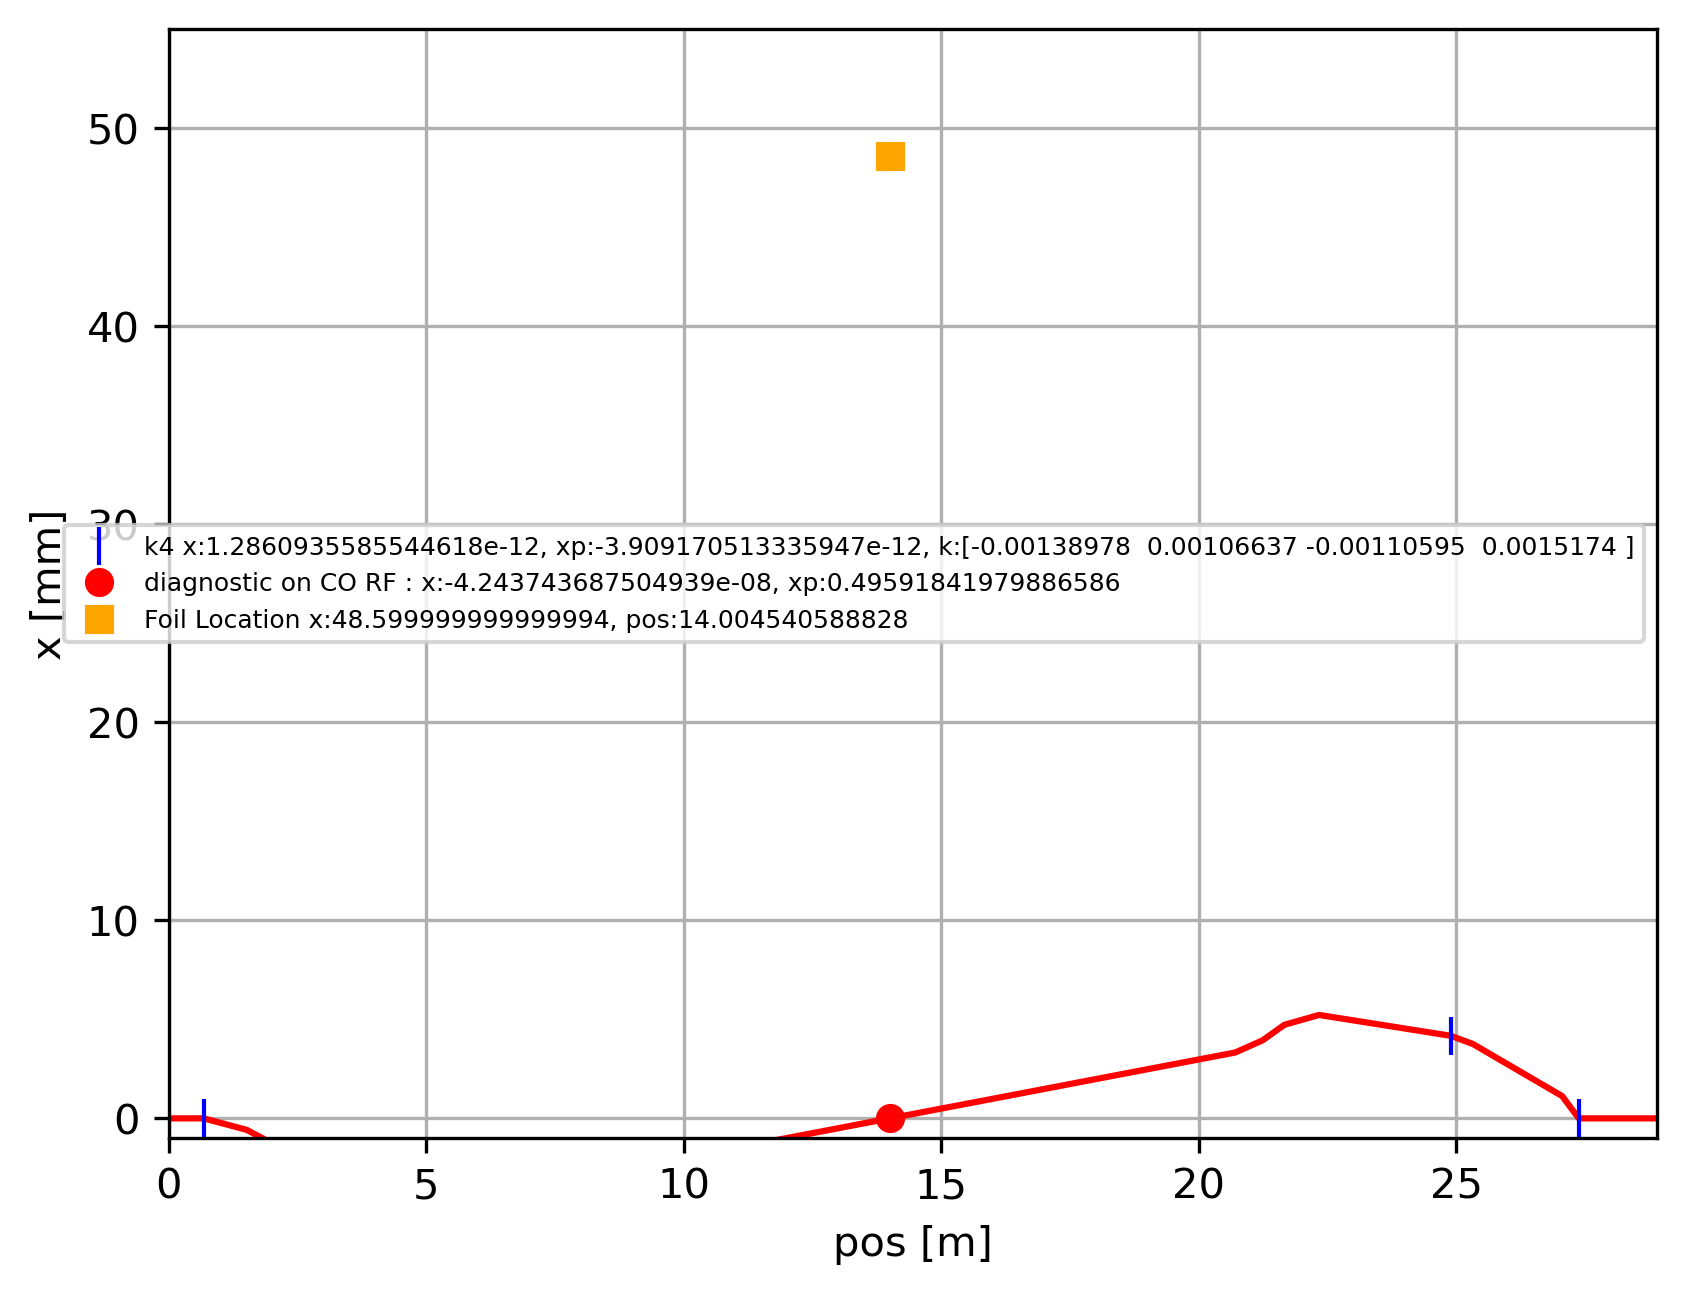 50
40
30
k4 x:1.2860935585544618e-12, xp:-3.909170513335947e-12, k:[-0.00138978  0.00106637 -0.00110595  0.0015174 ]
diagnostic on CO RF : x:-4.243743687504939e-08, xp:0.49591841979886586
Foil Location x:48.599999999999994, pos:14.004540588828
x [mm]
20
10
0
0 5 10 15 20 25
pos [m]